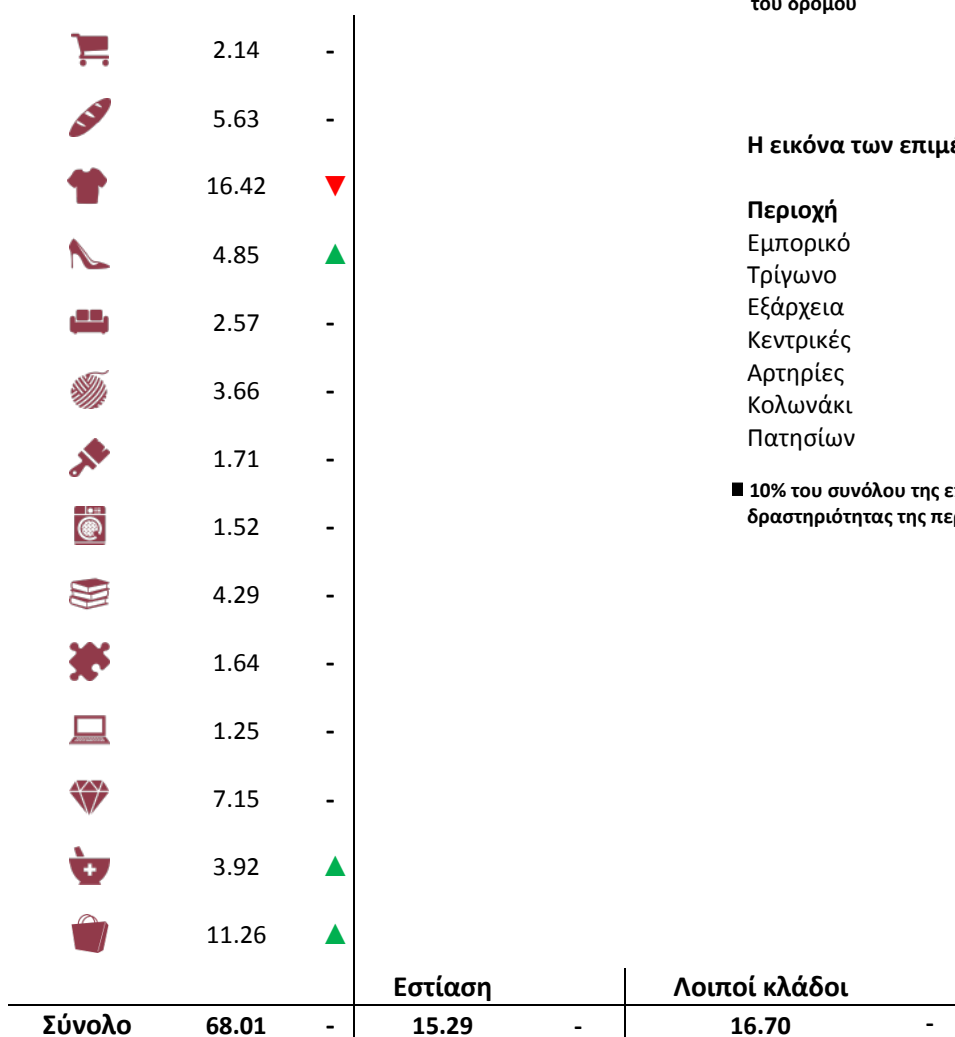 του δρόμου
2.14 -
5.63 -
16.42 ▼
4.85 ▲
2.57 -
3.66 -
1.71 -
1.52 -
4.29 -
1.64 -
1.25 -
7.15 -
3.92 ▲
11.26 ▲
Εστίαση Λοιποί κλάδοι
Σύνολο 68.01 - 15.29 - 16.70 -
Η εικόνα των
Περιοχή
Εμπορικό
Τρίγωνο
Εξάρχεια
Κεντρικές
Αρτηρίες
Κολωνάκι
Πατησίων
■ 10% του συνόλου της
δραστηριότητας της